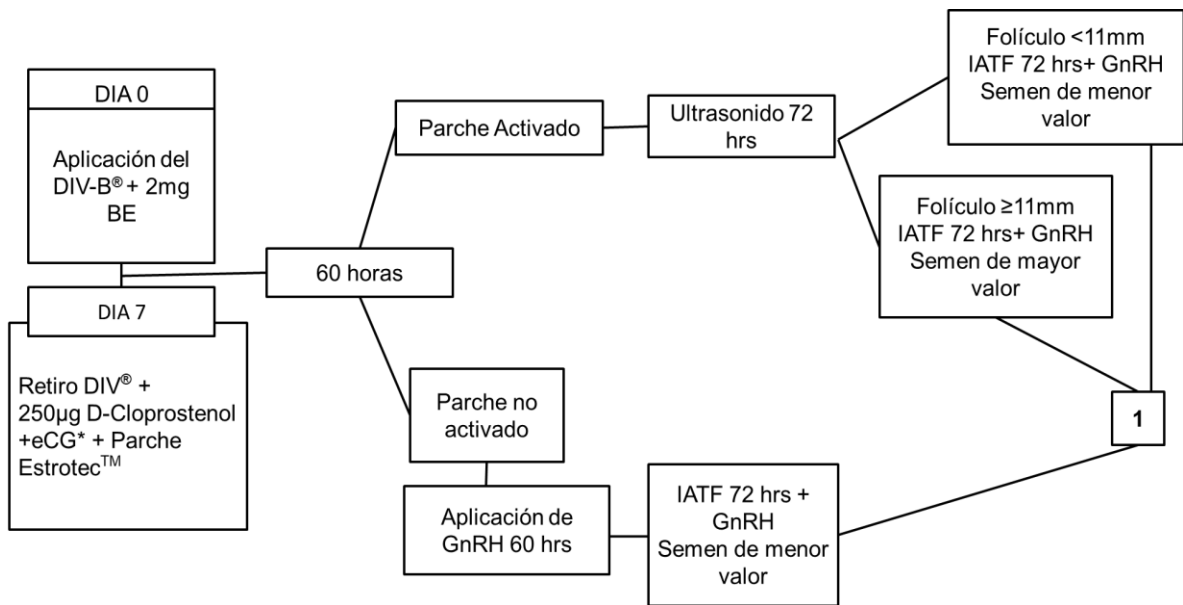 DIA 0
Aplicación del
DIV-B® + 2mg
BE
DIA 7
Retiro DIV® +
250µg D-Cloprostenol
+eCG* + Parche
Estrotec™
60 horas
Parche Activado
Ultrasonido 72
hrs
Folículo <11mm
IATF 72 hrs+ GnRH
Semen de menor
valor
Folículo ≥11mm
IATF 72 hrs+ GnRH
Semen de mayor
valor
Parche no
activado
Aplicación de
GnRH 60 hrs
IATF 72 hrs +
GnRH
Semen de menor
valor
1